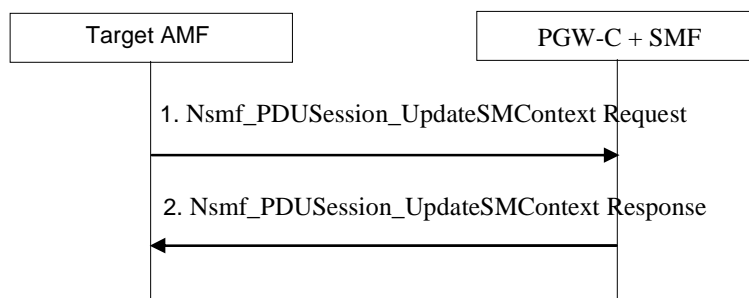 Target AMF
PGW-C + SMF
1. Nsmf_PDUSession_UpdateSMContext Request
2. Nsmf_PDUSession_UpdateSMContext Response